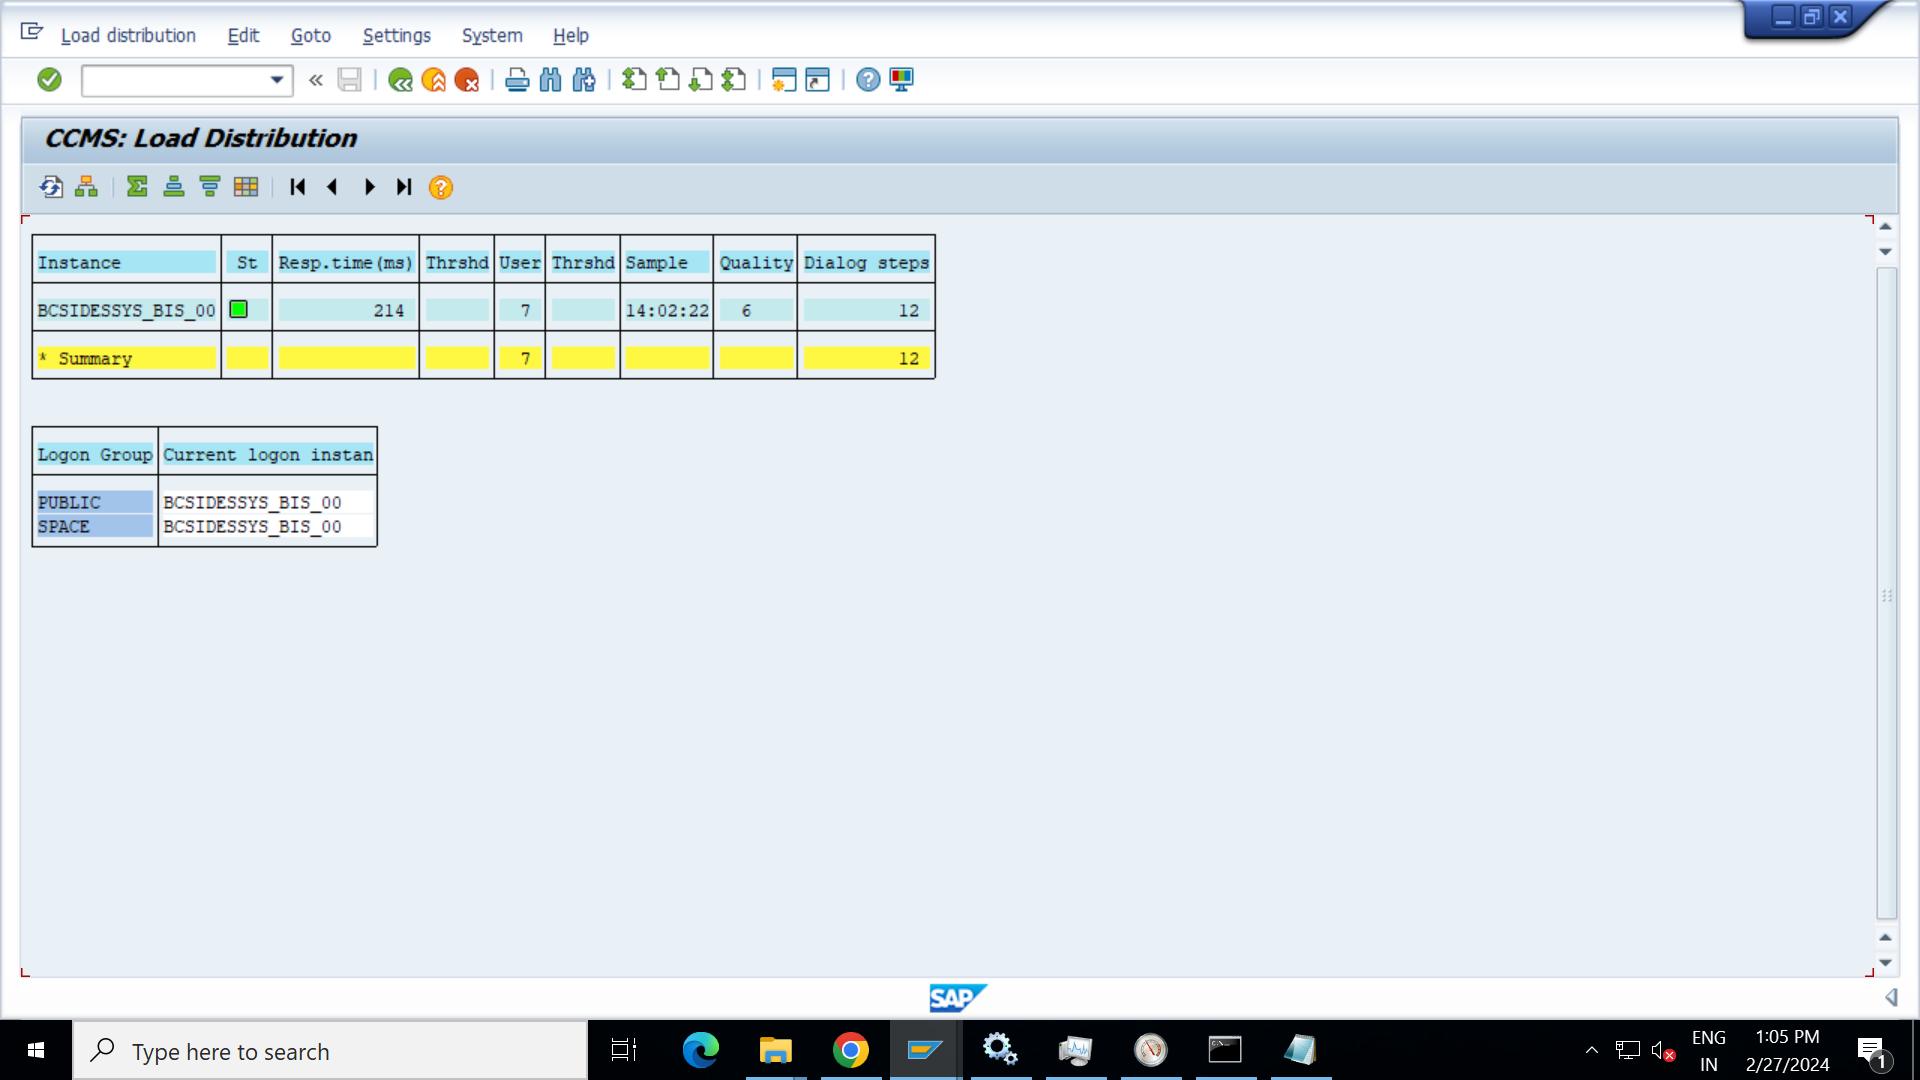 Load distribution Edit Goto Settings System Help
CCMS: Load Distribution
Instance St Resp.time(ms) Thrshd User Thrshd Sample Quality Dialog steps
BCSIDESSYS_BIS_00 214 7 14:02:22 6 12
* Summary 7 12
Logon Group Current logon instan
PUBLIC BCSIDESSYS_BIS_00
SPACE BCSIDESSYS_BIS_00
SAP
Type here to search
ENG
IN
1:05 PM
2/27/2024
1